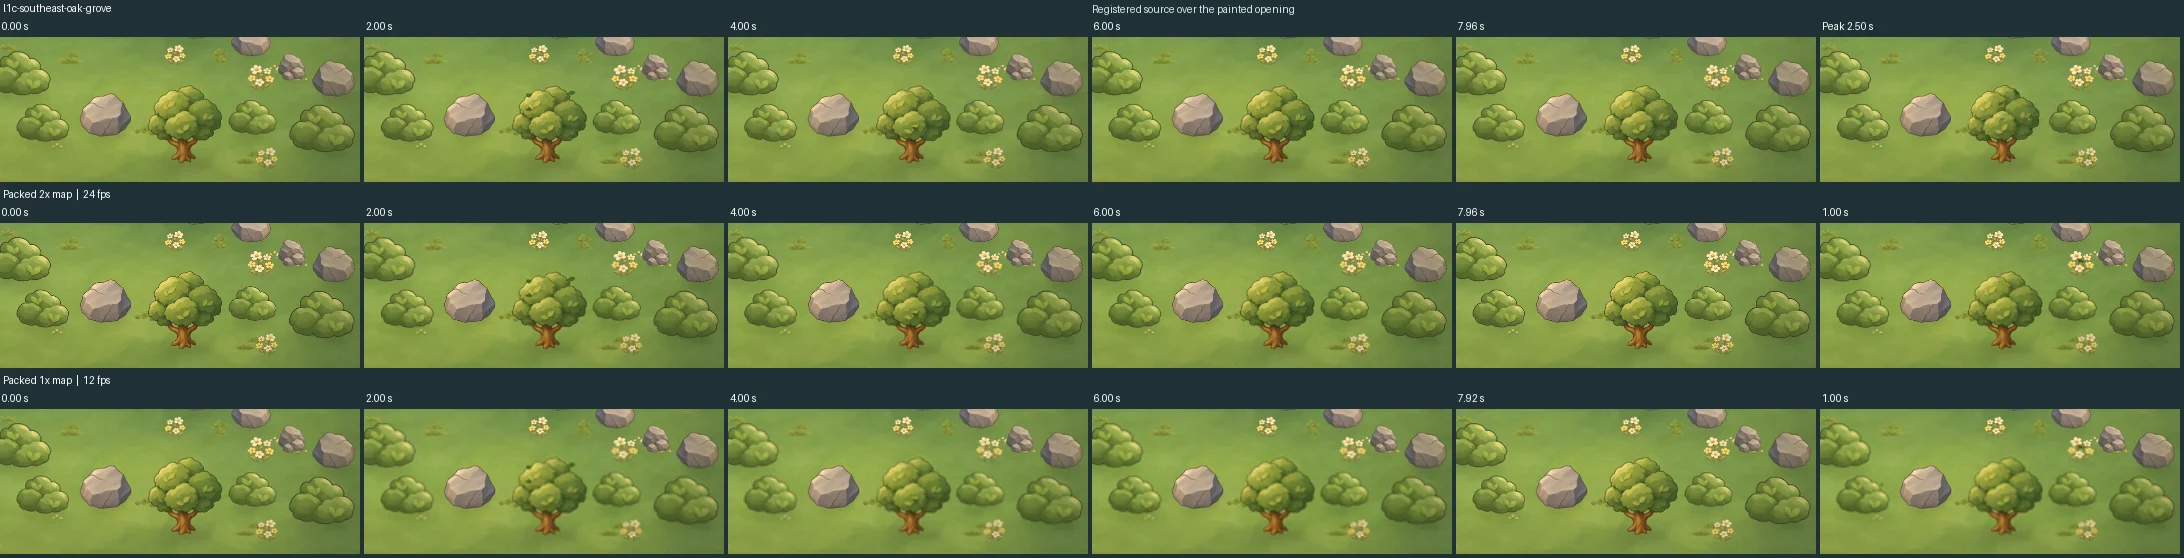 l1c-southeast-oak-grove
Registered source over the painted opening
0.00 s
2.00 s
4.00 s
6.00 s
7.96 s
Peak 2.50 s
Packed 2x map | 24 fps
0.00 s
2.00 s
4.00 s
6.00 s
7.96 s
1.00 s
Packed 1x map | 12 fps
0.00 s
2.00 s
4.00 s
6.00 s
7.92 s
1.00 s